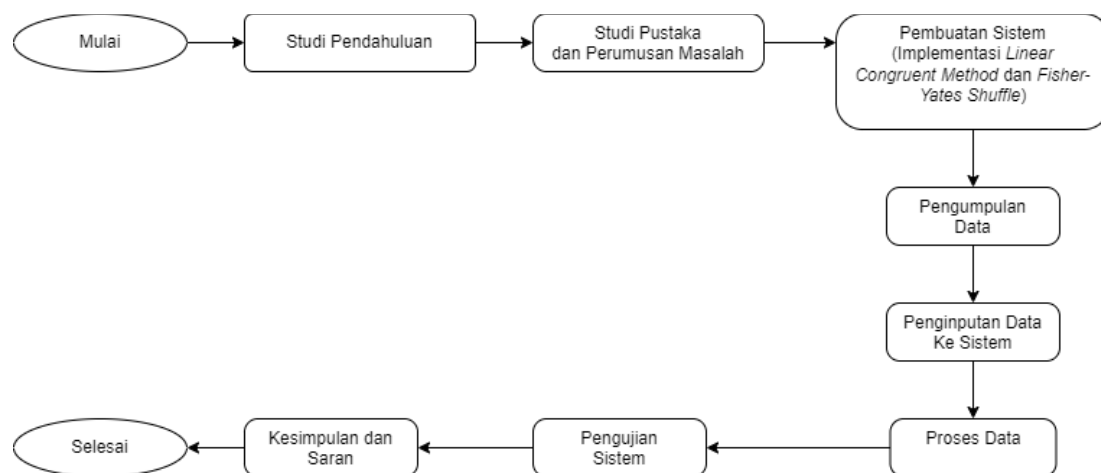 Mulai
Studi Pendahuluan
Studi Pustaka
dan Perumusan Masalah
Pembuatan Sistem
(Implementasi Linear
Congruent Method dan Fisher-
Yates Shuffle)
Pengumpulan
Data
Penginputan Data
Ke Sistem
Proses Data
Pengujian
Sistem
Kesimpulan dan
Saran
Selesai